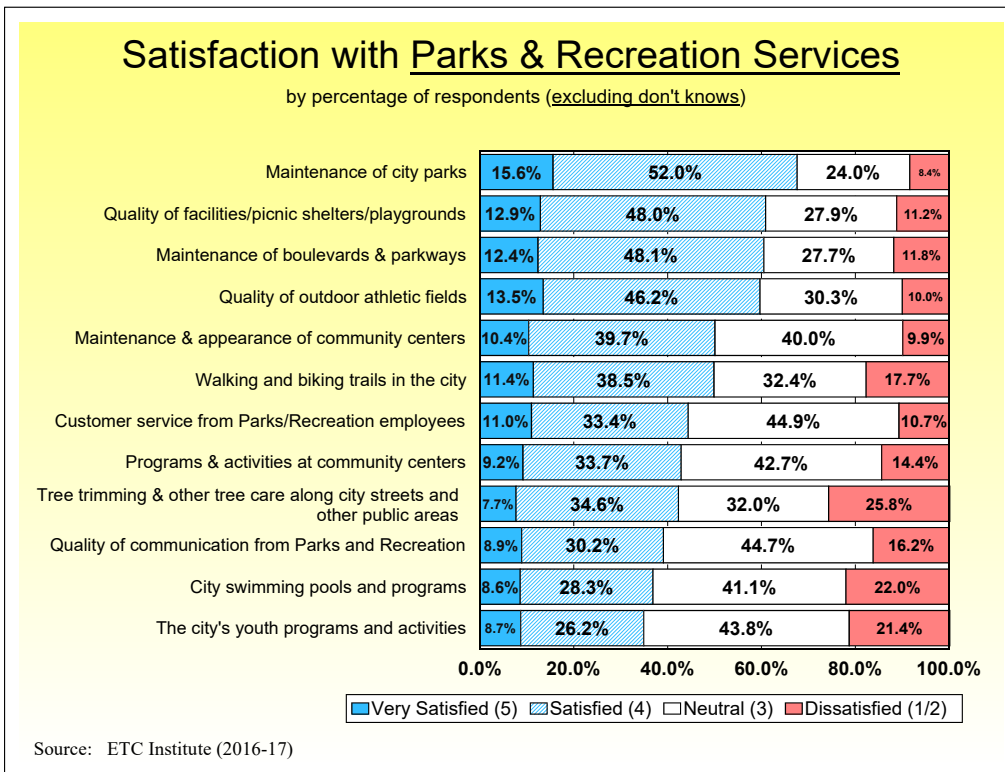 Satisfaction with Parks & Recreation Services
by percentage of respondents (excluding don't knows)
Maintenance of city parks 15.6% 52.0% 24.0% 8.4%
Quality of facilities/picnic shelters/playgrounds 12.9% 48.0% 27.9% 11.2%
Maintenance of boulevards & parkways 12.4% 48.1% 27.7% 11.8%
Quality of outdoor athletic fields 13.5% 46.2% 30.3% 10.0%
Maintenance & appearance of community centers 10.4% 39.7% 40.0% 9.9%
Walking and biking trails in the city 11.4% 38.5% 32.4% 17.7%
Customer service from Parks/Recreation employees 11.0% 33.4% 44.9% 10.7%
Programs & activities at community centers 9.2% 33.7% 42.7% 14.4%
Tree trimming & other tree care along city streets and
other public areas 7.7% 34.6% 32.0% 25.8%
Quality of communication from Parks and Recreation 8.9% 30.2% 44.7% 16.2%
City swimming pools and programs 8.6% 28.3% 41.1% 22.0%
The city's youth programs and activities 8.7% 26.2% 43.8% 21.4%
0.0% 20.0% 40.0% 60.0% 80.0% 100.0%
Very Satisfied (5) Satisfied (4) Neutral (3) Dissatisfied (1/2)
Source: ETC Institute (2016-17)